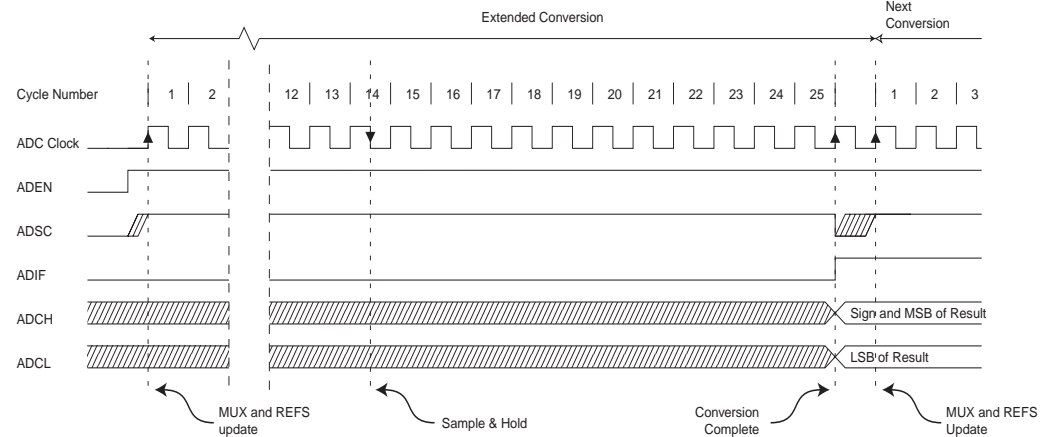 Extended Conversion
Next
Conversion
Cycle Number 1 2 12 13 14 15 16 17 18 19 20 21 22 23 24 25 1 2 3
ADC Clock
ADEN
ADSC
ADIF
ADCH Sign and MSB of Result
ADCL LSB of Result
MUX and REFS
update
Sample & Hold
Conversion
Complete
MUX and REFS
Update